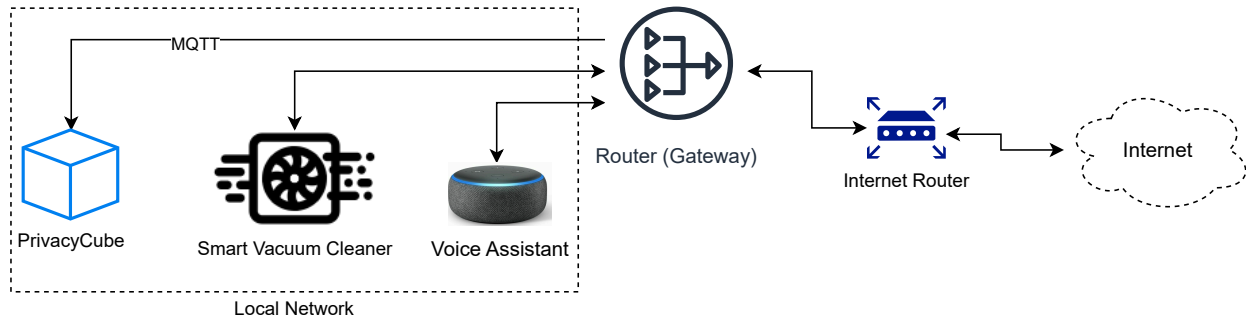 MQTT
Router (Gateway)
Internet
Internet Router
PrivacyCube
Smart Vacuum Cleaner
Voice Assistant
Local Network